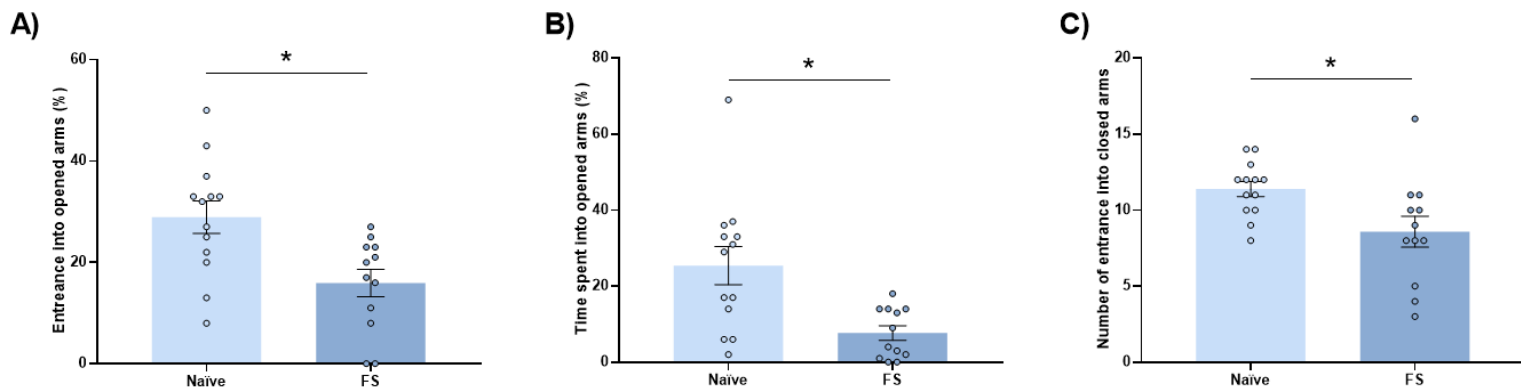 A)
Entreance into opened arms (%)
60
40
20
0
*
Naïve
FS
B)
Time spent into opened arms (%)
80
60
40
20
0
*
Naïve
FS
C)
Number of entrance into closed arms
20
15
10
5
0
*
Naïve
FS